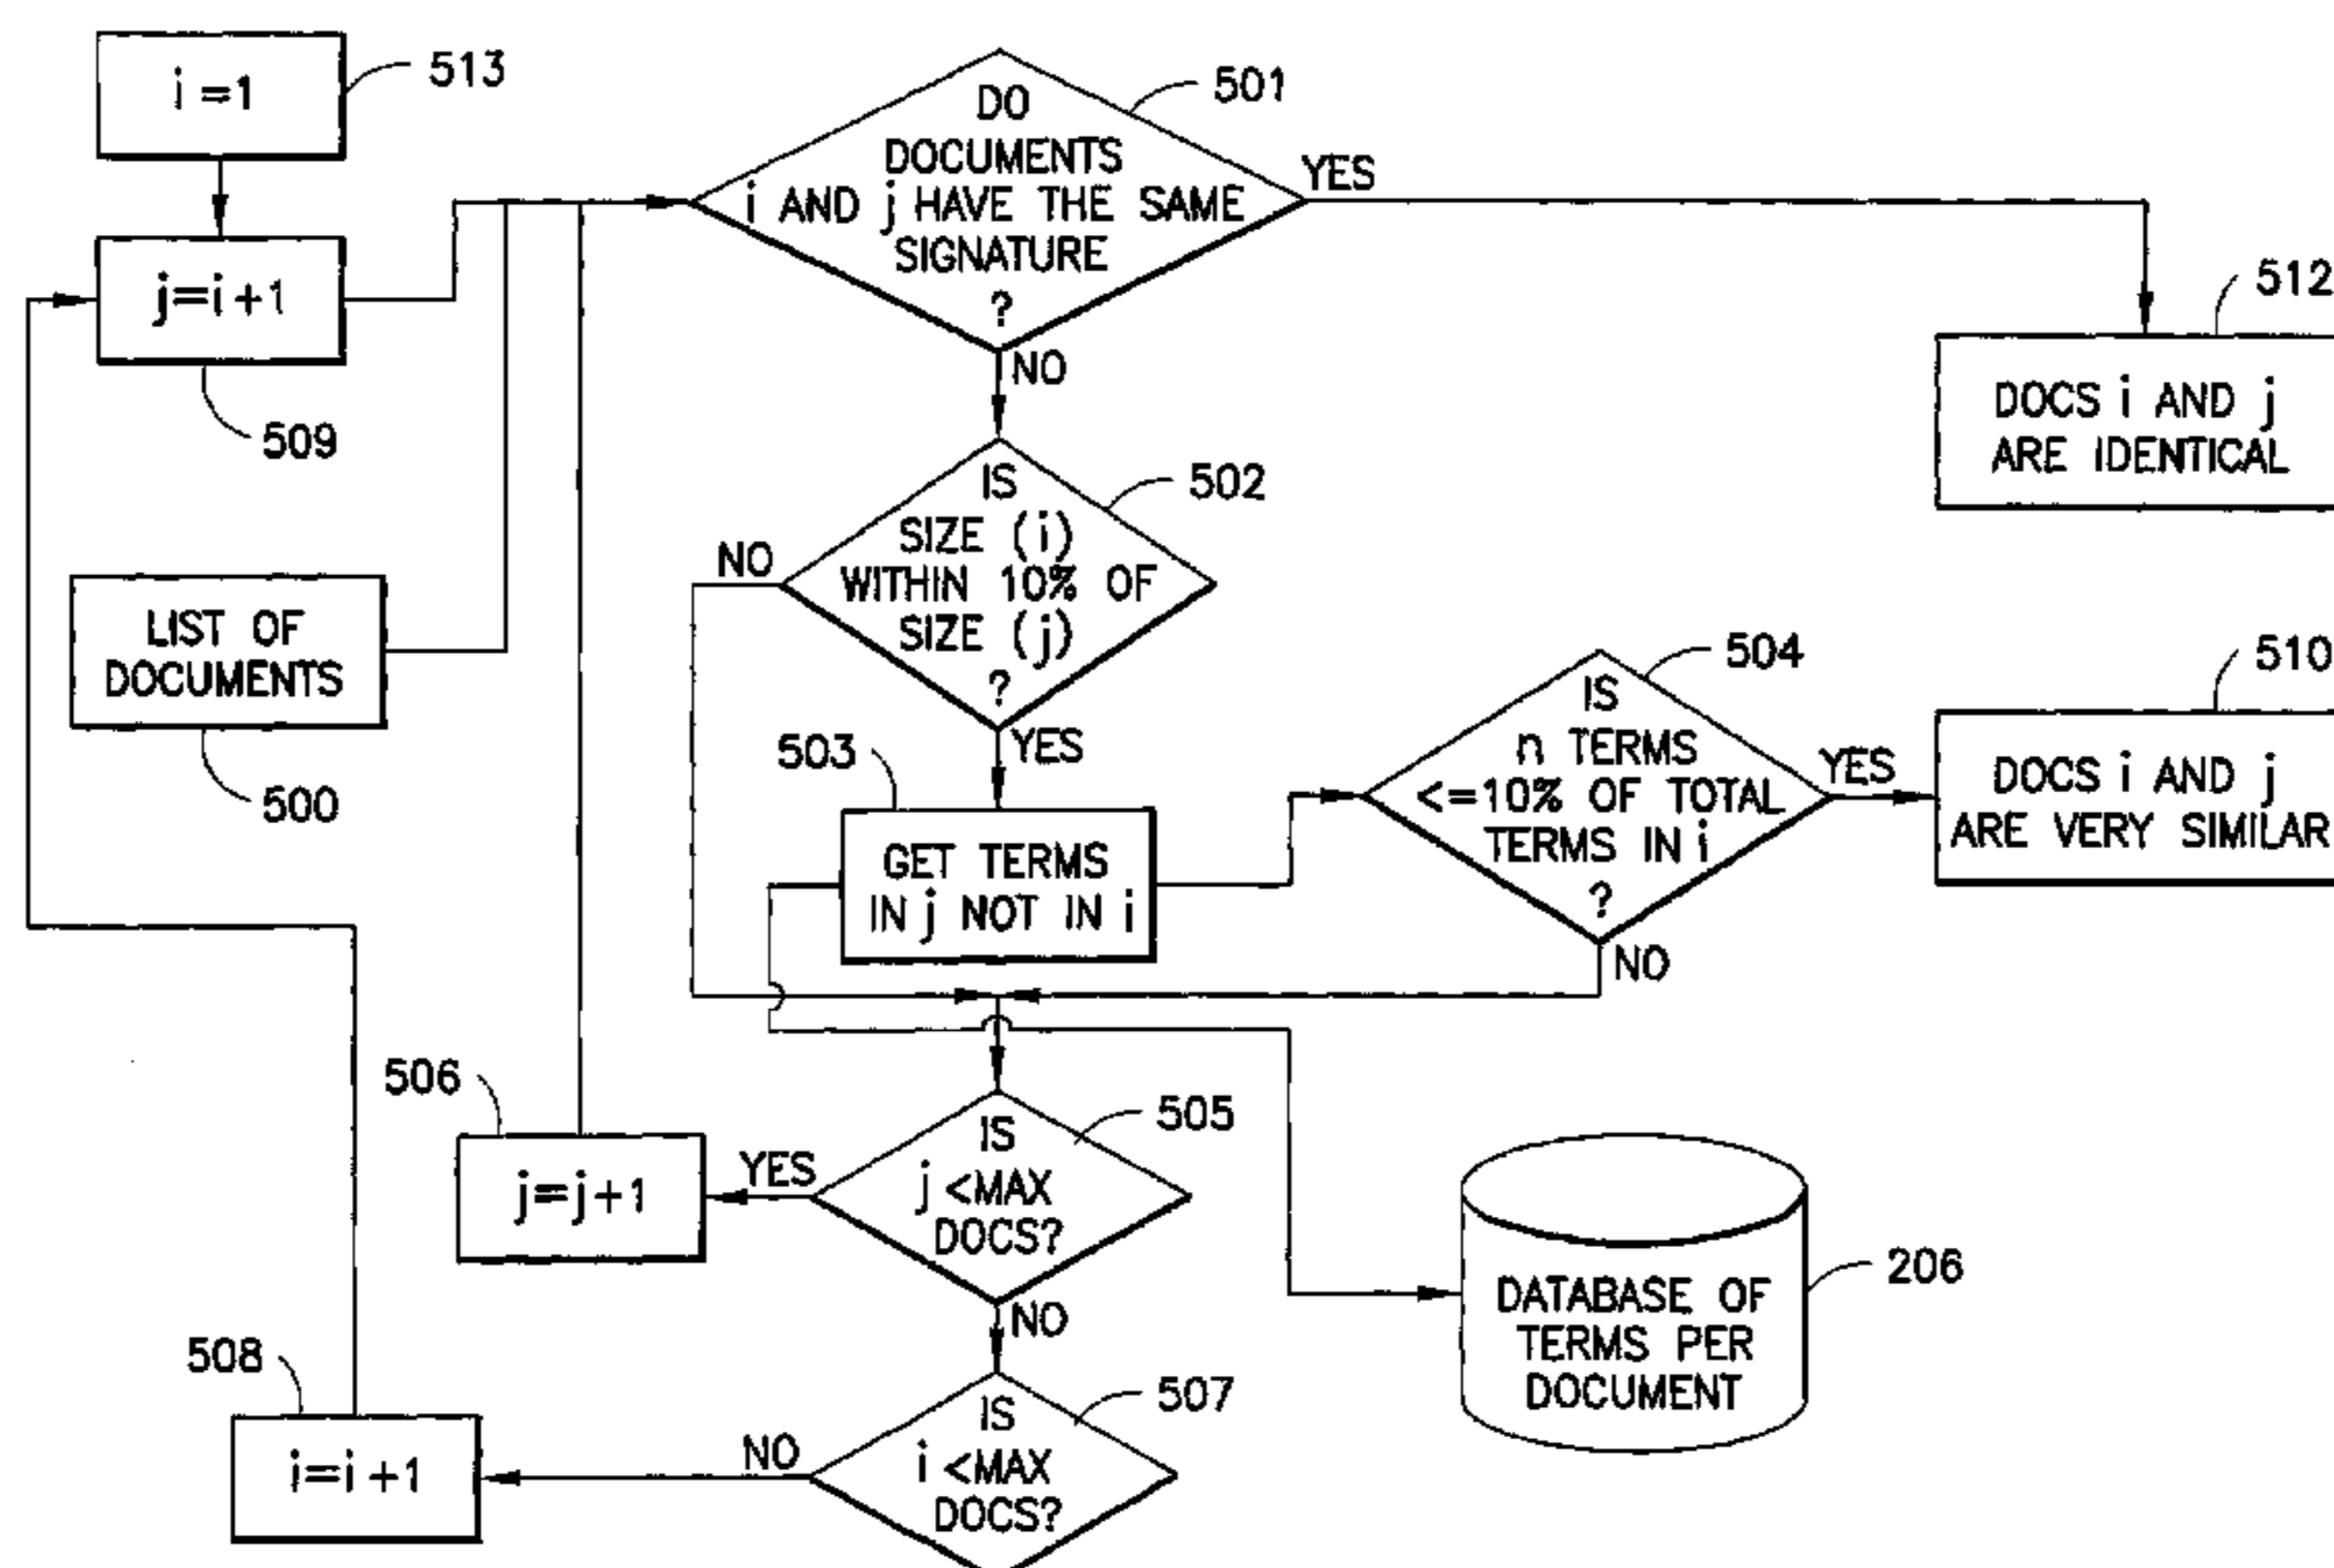 i=1
513
j=i+1
509
LIST OF
DOCUMENTS
500
DO
DOCUMENTS
i AND j HAVE THE SAME
SIGNATURE
?
501
YES
NO
512
DOCS i AND j
ARE IDENTICAL
IS
SIZE (i)
WITHIN 10% OF
SIZE (j)
?
502
NO
YES
503
GET TERMS
IN j NOT IN i
IS
n TERMS
<=10% OF TOTAL
TERMS IN i
?
504
YES
NO
510
DOCS i AND j
ARE VERY SIMILAR
506
j=j+1
YES
IS
j <MAX
DOCS?
505
NO
DATABASE OF
TERMS PER
DOCUMENT
206
508
i=i+1
NO
IS
i <MAX
DOCS?
507